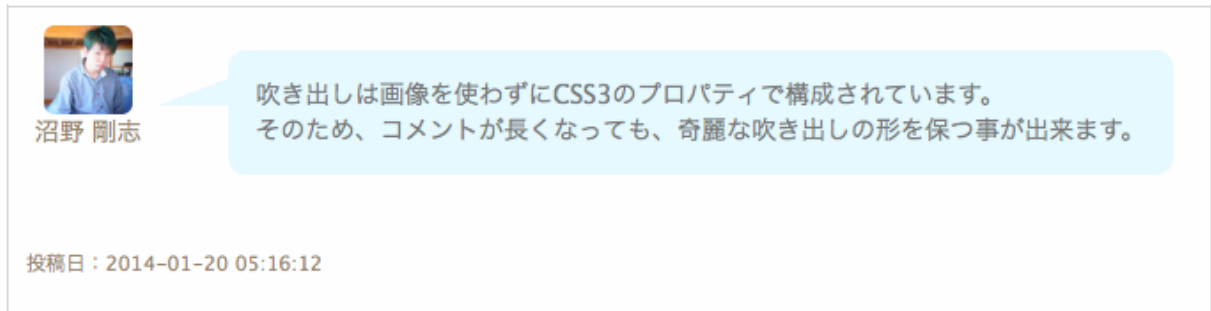 吹き出しは画像を使わずにCSS3のプロパティで構成されています。
そのため、コメントが長くなっても、奇麗な吹き出しの形を保つ事が出来ます。
沼野 剛志
投稿日：2014-01-20 05:16:12